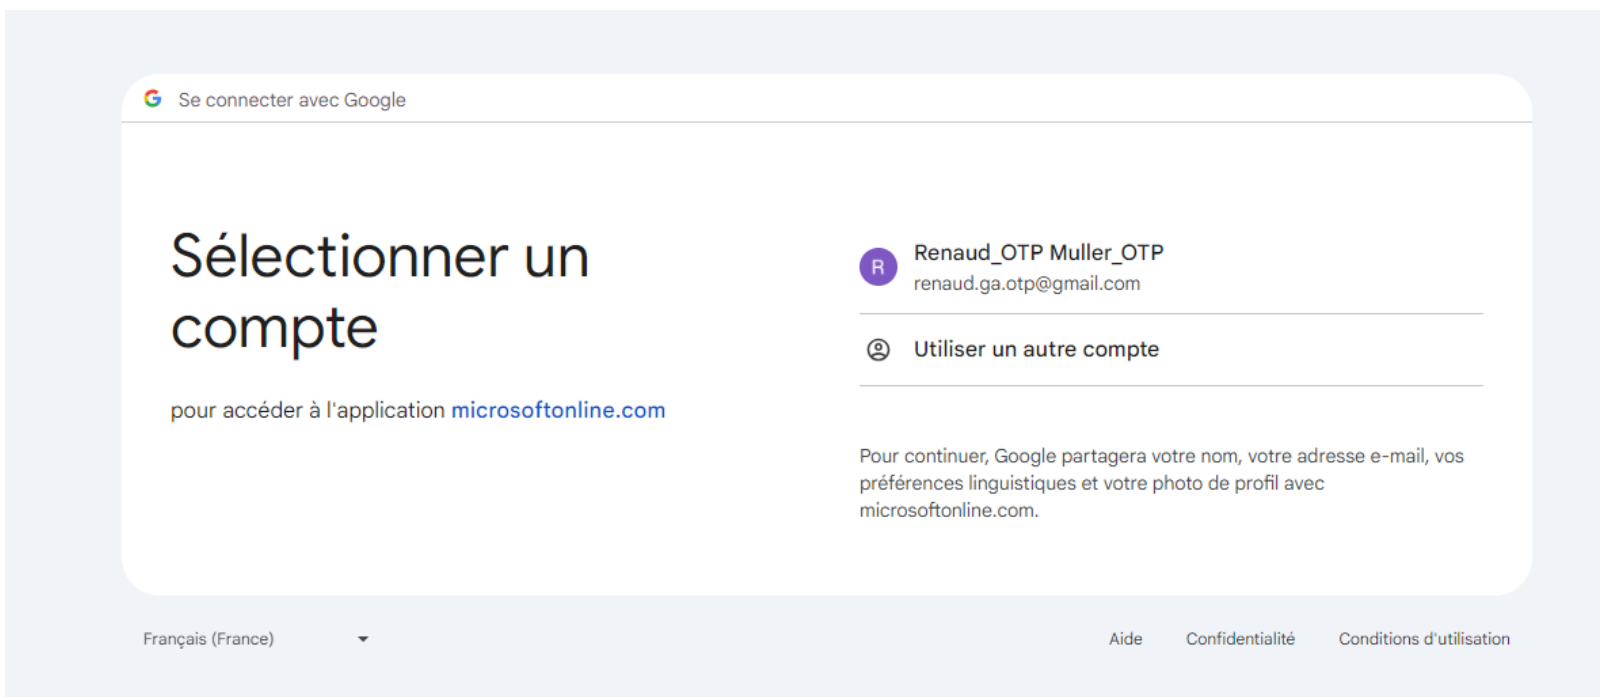 Se connecter avec Google
Sélectionner un
compte
pour accéder à l'application microsoftonline.com
R
Renaud_OTP Muller_OTP
renaud.ga.otp@gmail.com
Utiliser un autre compte
Pour continuer, Google partagera votre nom, votre adresse e-mail, vos
préférences linguistiques et votre photo de profil avec
microsoftonline.com.
Français (France)
Aide Confidentialité Conditions d'utilisation